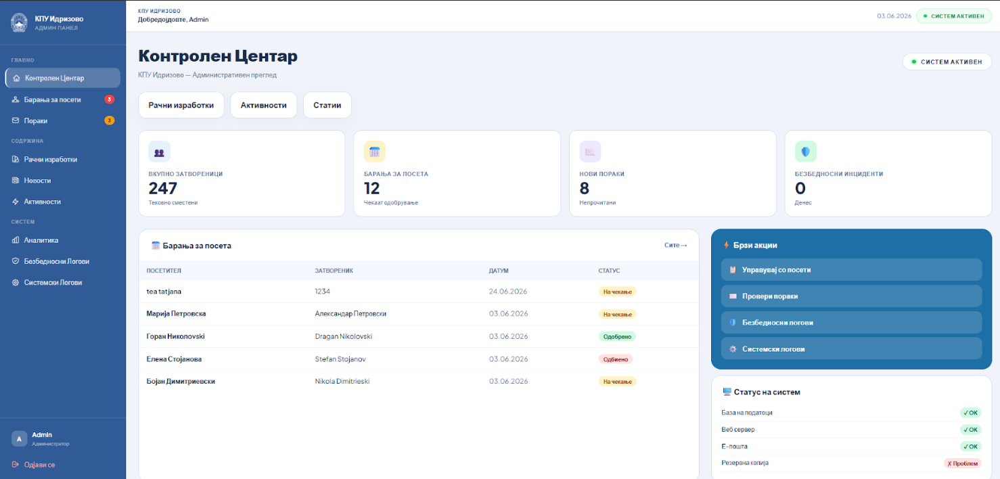 КПУ Идризово
АДМИН ПАНЕЛ
ГЛАВНО
Контролен Центар
Барања за посети 3
Пораки 3
СОДРЖИНА
Рачни изработки
Новости
Активности
СИСТЕМ
Аналитика
Безбедносни Логови
Системски Логови
A
Admin
Администратор
Одјави се
КПУ ИДРИЗОВО
Добредојдовте, Admin
03.06.2026
СИСТЕМ АКТИВЕН
Контролен Центар
КПУ Идризово — Административен преглед
СИСТЕМ АКТИВЕН
Рачни изработки Активности Статии
ВКУПНО ЗАТВОРЕНИЦИ
247
Тековно сместени
БАРАЊА ЗА ПОСЕТА
12
Чекаат одобрување
НОВИ ПОРАКИ
8
Непрочитани
БЕЗБЕДНОСНИ ИНЦИДЕНТИ
0
Денес
Барања за посета Сите →
ПОСЕТИТЕЛ ЗАТВОРЕНИК ДАТУМ СТАТУС
tea tatjana 1234 24.06.2026 На чекање
Марија Петровска Александар Петровски 03.06.2026 На чекање
Горан Николоvski Dragan Nikolovski 03.06.2026 Одобрено
Елена Стојанова Stefan Stojanov 03.06.2026 Одбиено
Бојан Димитриевски Nikola Dimitrieski 03.06.2026 На чекање
Брзи акции
Управувај со посети
Провери пораки
Безбедносни логови
Системски логови
Статус на систем
База на податоци ✓ OK
Веб сервер ✓ OK
Е-пошта ✓ OK
Резервна копија ✗ Проблем